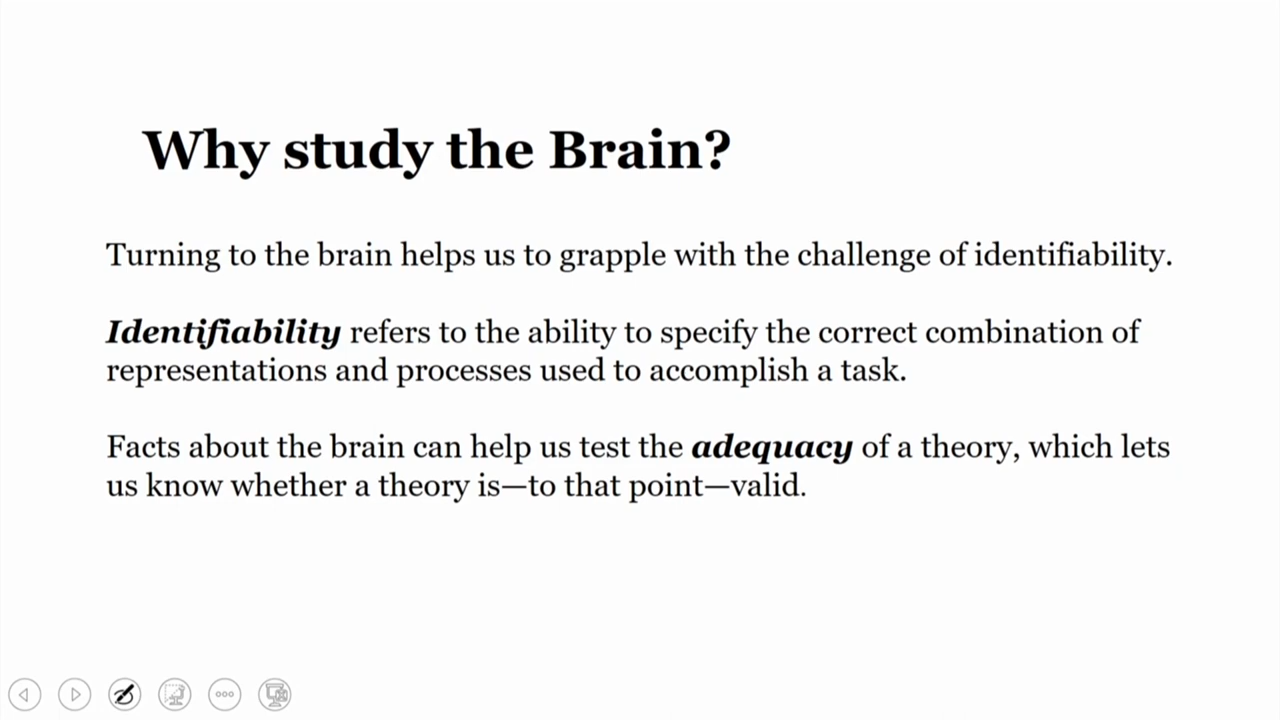 Why study the Brain?
Turning to the brain helps us to grapple with the challenge of identifiability.
Identifiability refers to the ability to specify the correct combination of
representations and processes used to accomplish a task.
Facts about the brain can help us test the adequacy of a theory, which lets
us know whether a theory is—to that point—valid.